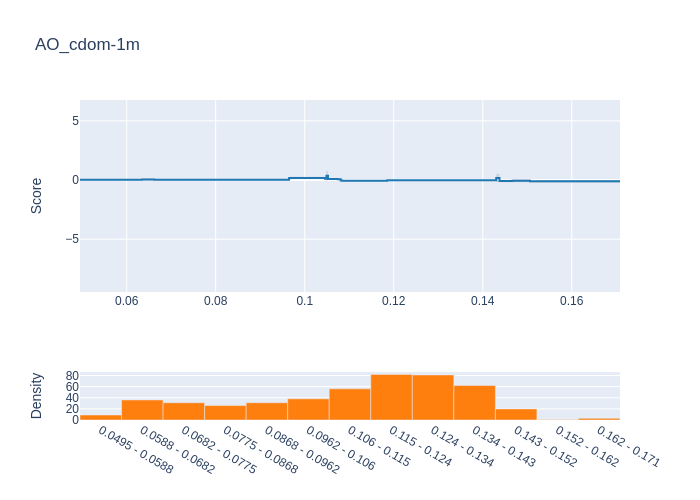 AO_cdom-1m
5
0
−5
Score
0.06 0.08 0.1 0.12 0.14 0.16
80
60
40
20
0
Density
0.0495 - 0.0588
0.0588 - 0.0682
0.0682 - 0.0775
0.0775 - 0.0868
0.0868 - 0.0962
0.0962 - 0.106
0.106 - 0.115
0.115 - 0.124
0.124 - 0.134
0.134 - 0.143
0.143 - 0.152
0.152 - 0.162
0.162 - 0.171